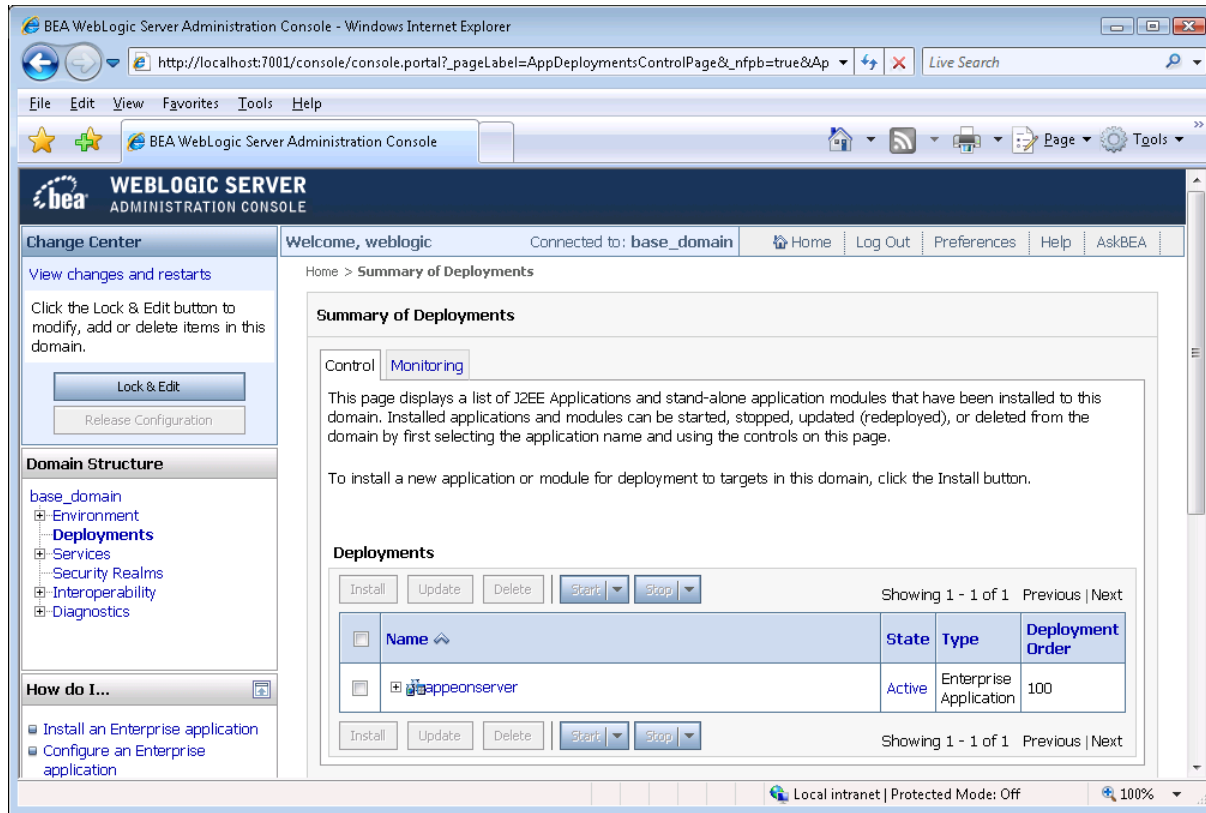 BEA WebLogic Server Administration Console - Windows Internet Explorer
http://localhost:7001/console/console.portal?_pageLabel=AppDeploymentsControlPage&_nfpb=true&Ap
Live Search
File Edit View Favorites Tools Help
BEA WebLogic Server Administration Console
Page Tools
bea
WEBLOGIC SERVER
ADMINISTRATION CONSOLE
Change Center
View changes and restarts
Click the Lock & Edit button to
modify, add or delete items in this
domain.
Lock & Edit
Release Configuration
Domain Structure
base_domain
Environment
Deployments
Services
Security Realms
Interoperability
Diagnostics
How do I...
Install an Enterprise application
Configure an Enterprise
application
Welcome, weblogic Connected to: base_domain Home Log Out Preferences Help AskBEA
Home > Summary of Deployments
Summary of Deployments
Control Monitoring
This page displays a list of J2EE Applications and stand-alone application modules that have been installed to this
domain. Installed applications and modules can be started, stopped, updated (redeployed), or deleted from the
domain by first selecting the application name and using the controls on this page.
To install a new application or module for deployment to targets in this domain, click the Install button.
Deployments
Install Update Delete Start Stop Showing 1 - 1 of 1 Previous | Next
Name State Type Deployment Order
appeonserver Active Enterprise Application 100
Install Update Delete Start Stop Showing 1 - 1 of 1 Previous | Next
Local intranet | Protected Mode: Off 100%